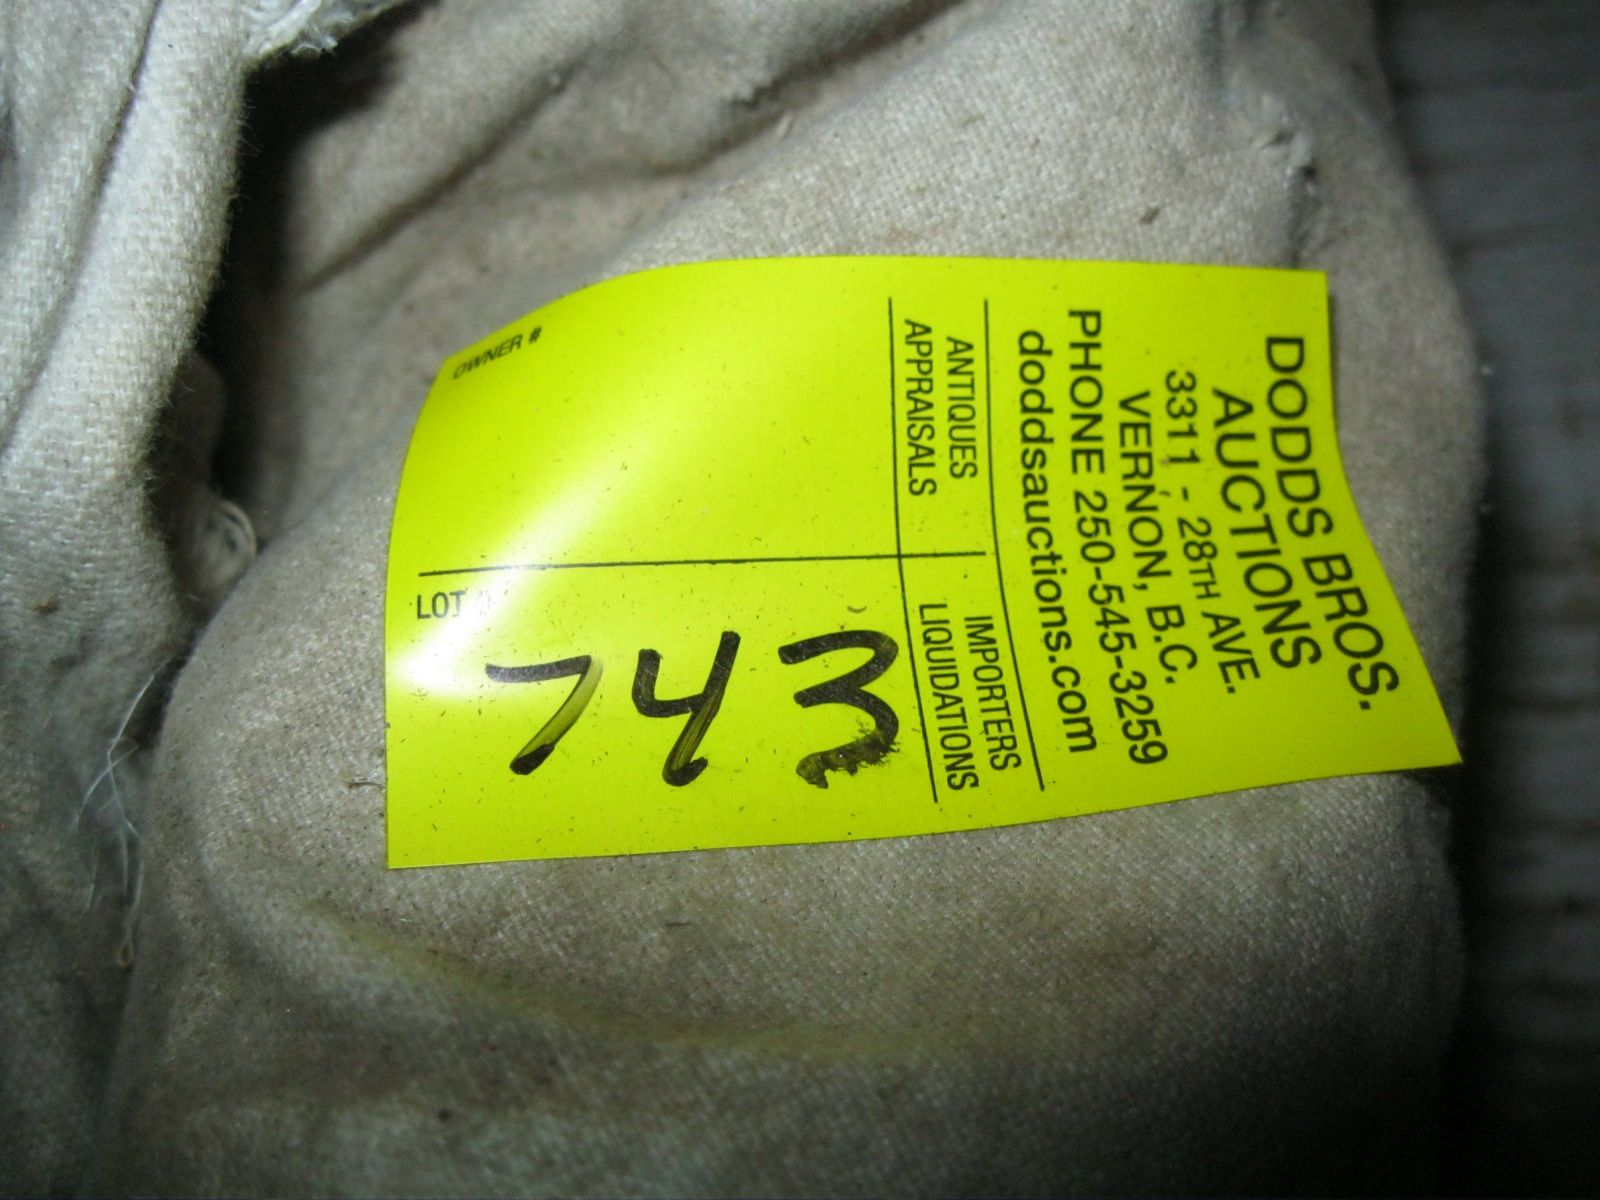 DODDS BROS.
AUCTIONS
3311 - 28TH AVE.
VERNON, B.C.
PHONE 250-545-3259
doddsauctions.com
ANTIQUES
APPRAISALS
IMPORTERS
LIQUIDATIONS
OWNER #
LOT #
743